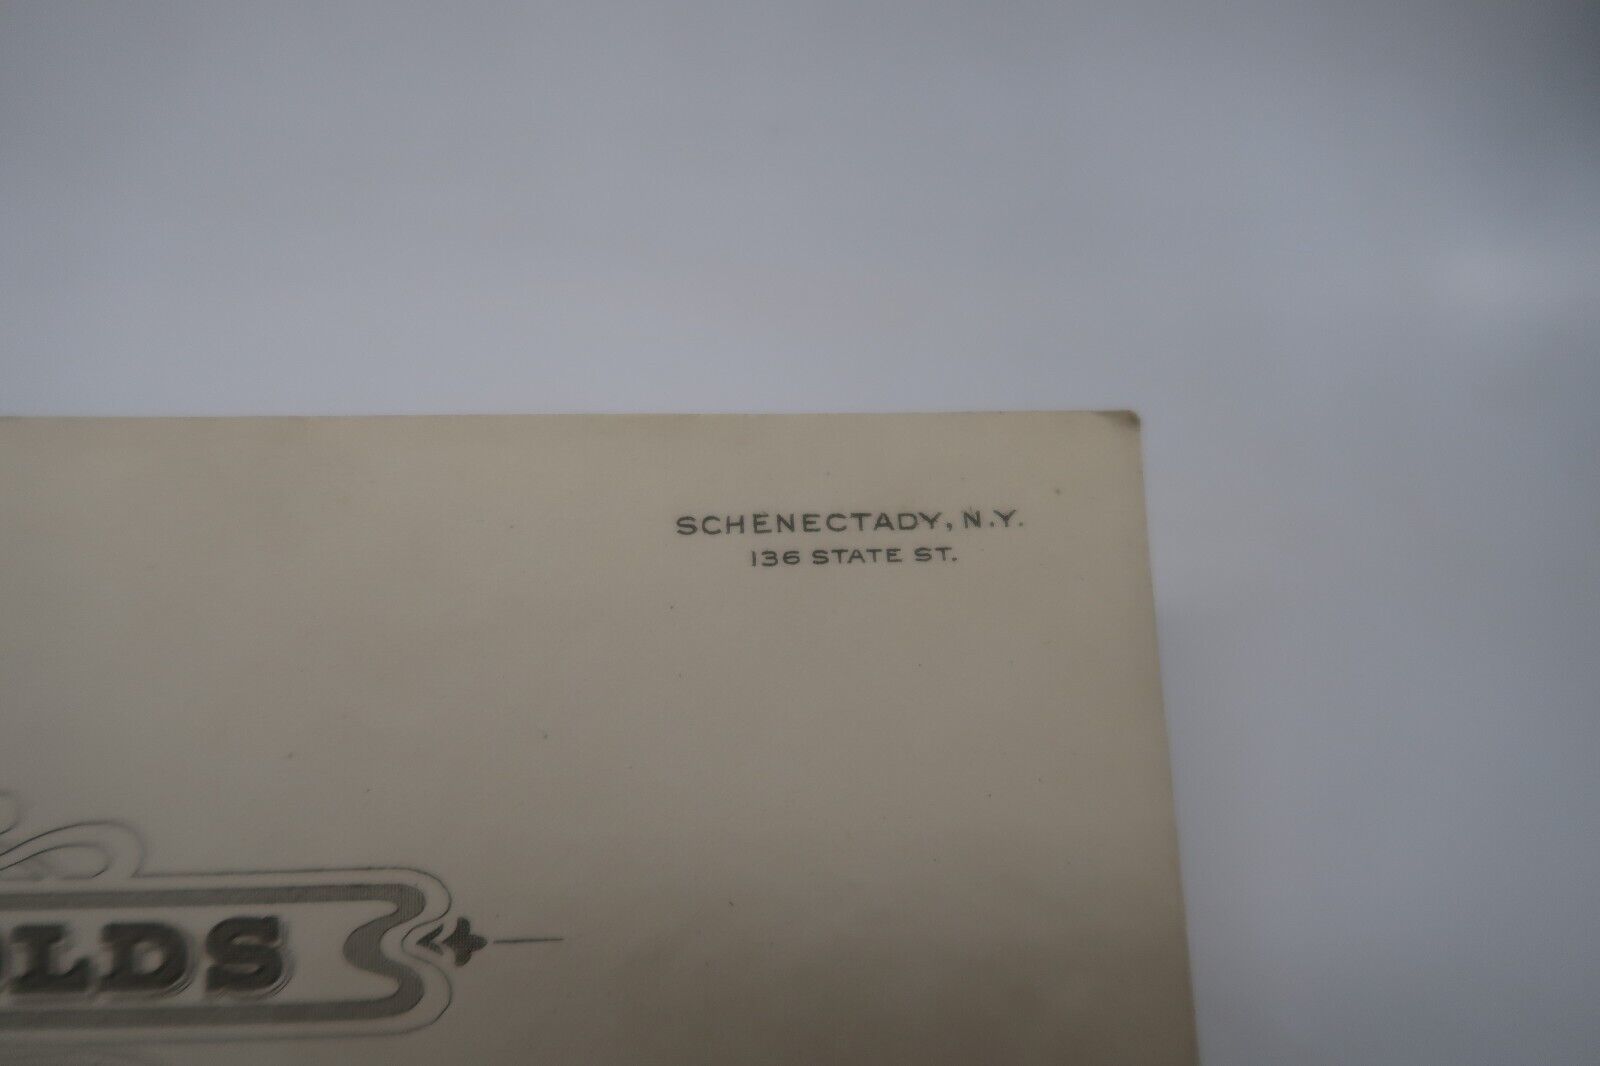 SCHENECTADY, N.Y.
136 STATE ST.
OLDS